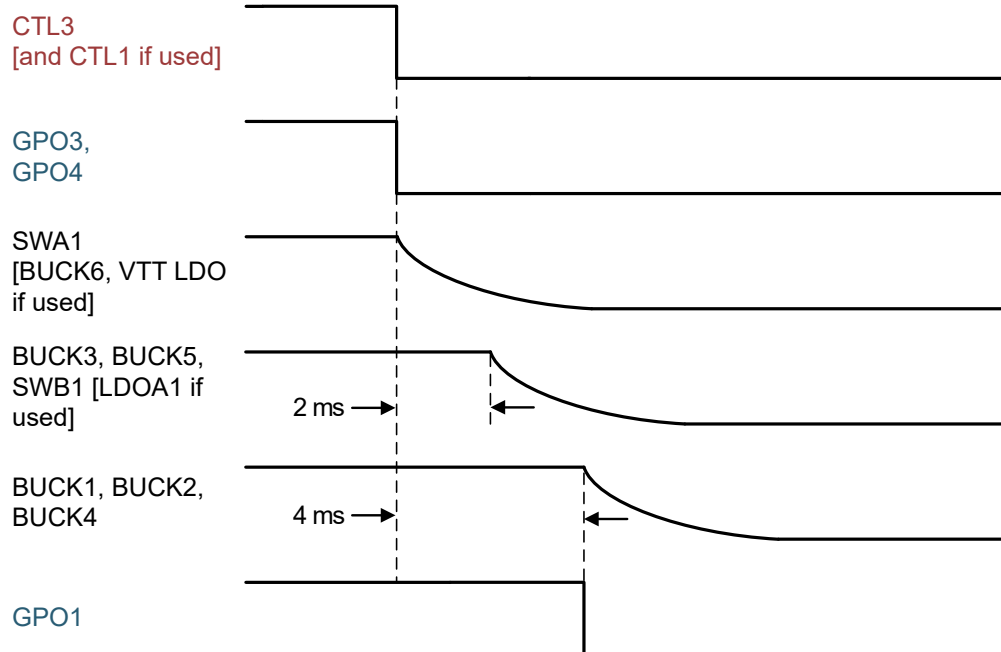 CTL3
[and CTL1 if used]
GPO3,
GPO4
SWA1
[BUCK6, VTT LDO
if used]
BUCK3, BUCK5,
SWB1 [LDOA1 if
used]
2 ms
BUCK1, BUCK2,
BUCK4
4 ms
GPO1